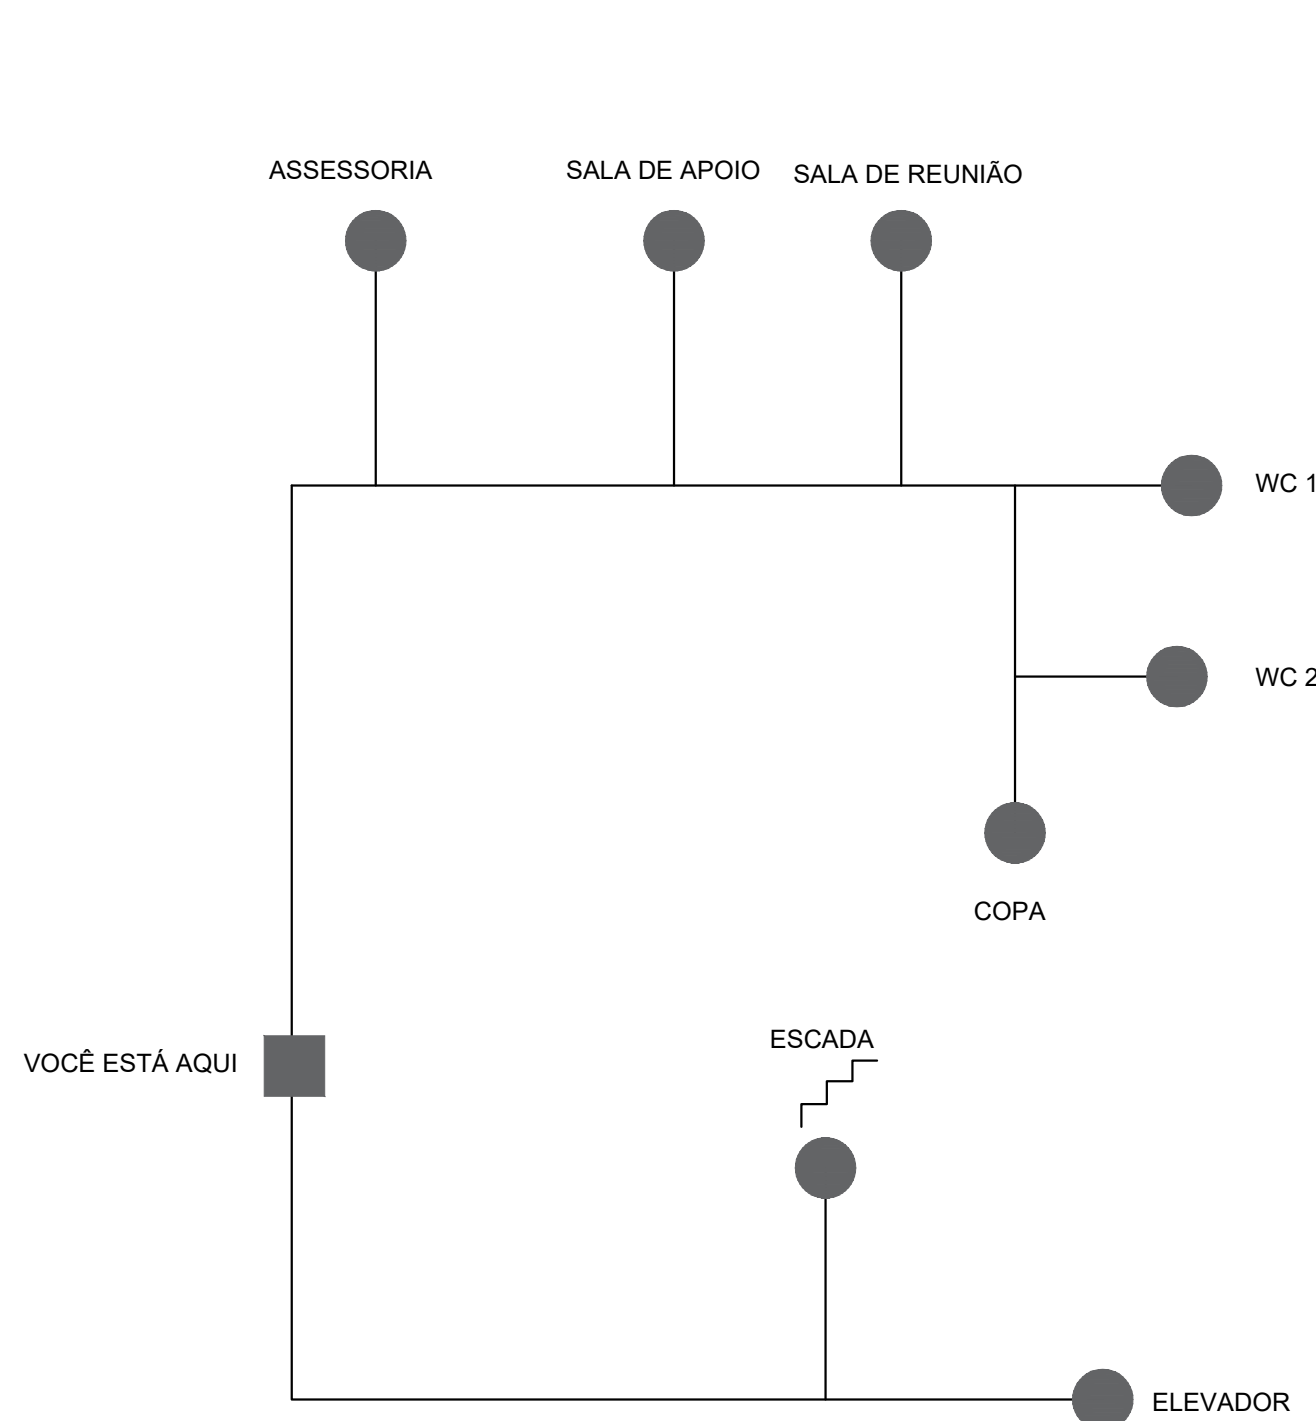 ASSESSORIA
SALA DE APOIO
SALA DE REUNIÃO
WC 1
WC 2
COPA
ESCADA
VOCÊ ESTÁ AQUI
ELEVADOR